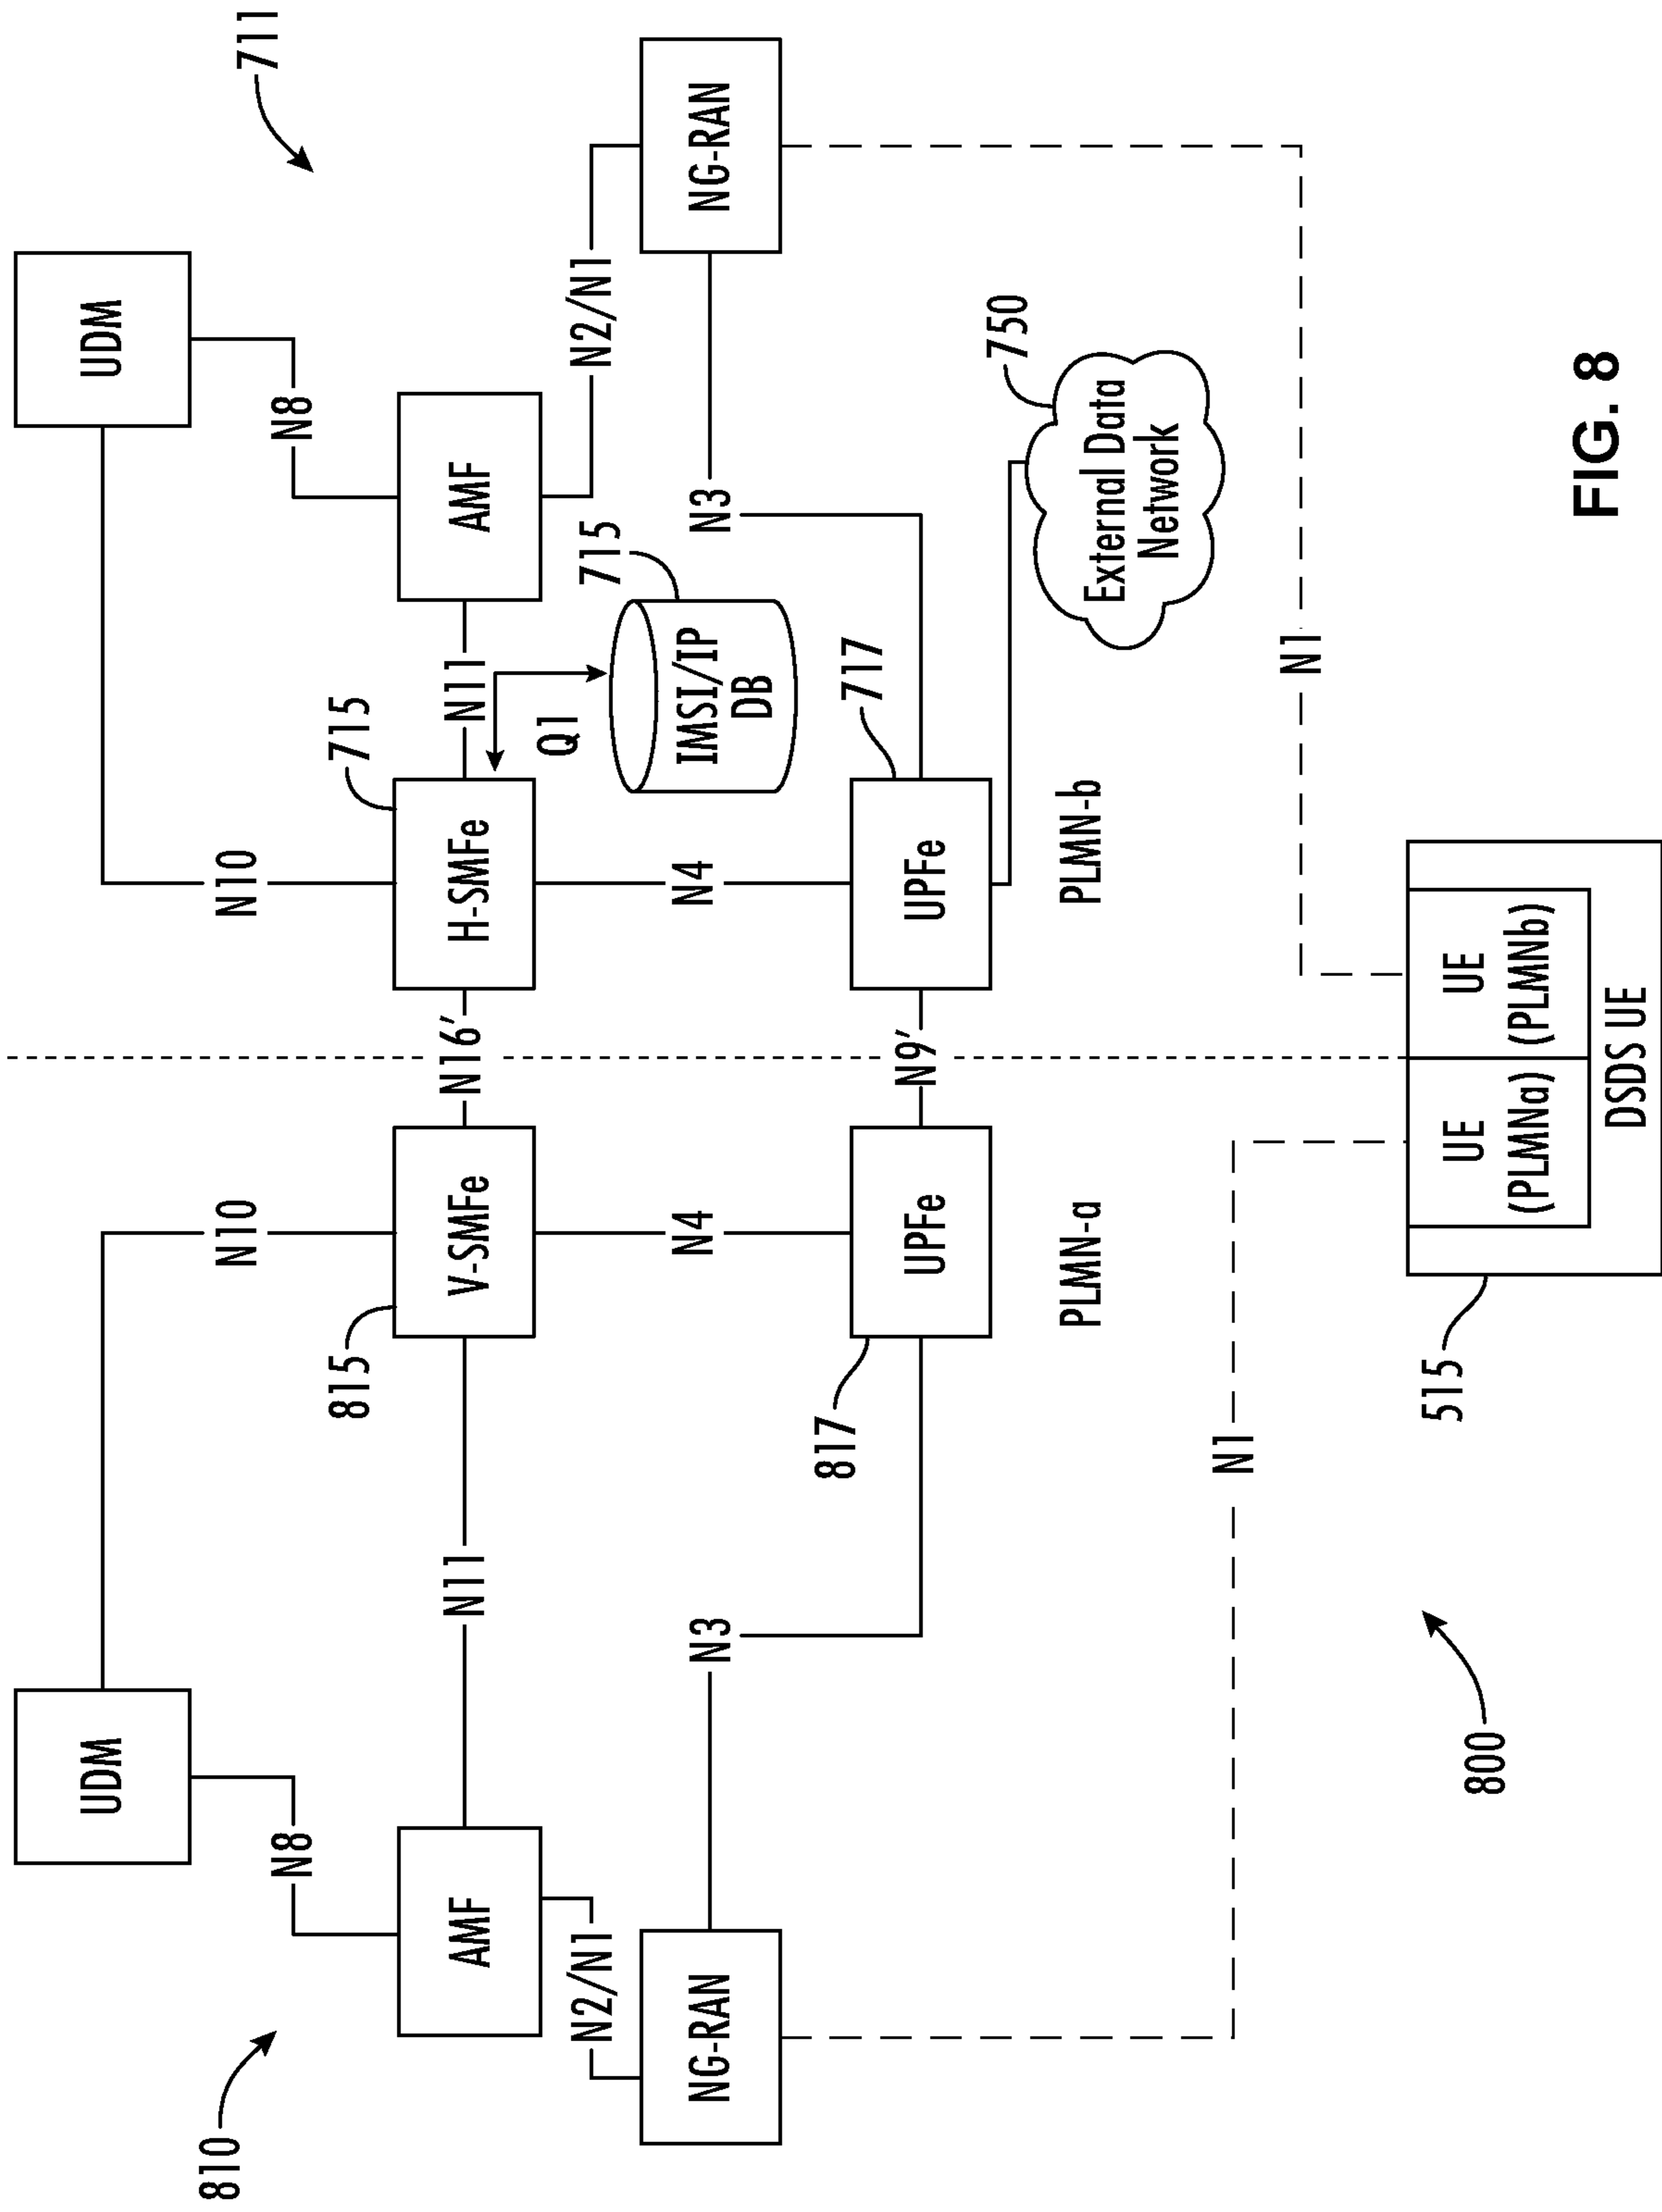 810
711
UDM
UDM
N8
N10
N10
N8
815
715
AMF
N11
V-SMFe
N16′
H-SMFe
N11
AMF
Q1
N2/N1
715
N2/N1
NG-RAN
N3
N4
N4
IMSI/IP
DB
N3
NG-RAN
817
717
UPFe
N9′
UPFe
750
PLMN-a
PLMN-b
External Data
Network
N1
N1
515
UE
(PLMNa)
UE
(PLMNb)
DSDS UE
800
FIG. 8